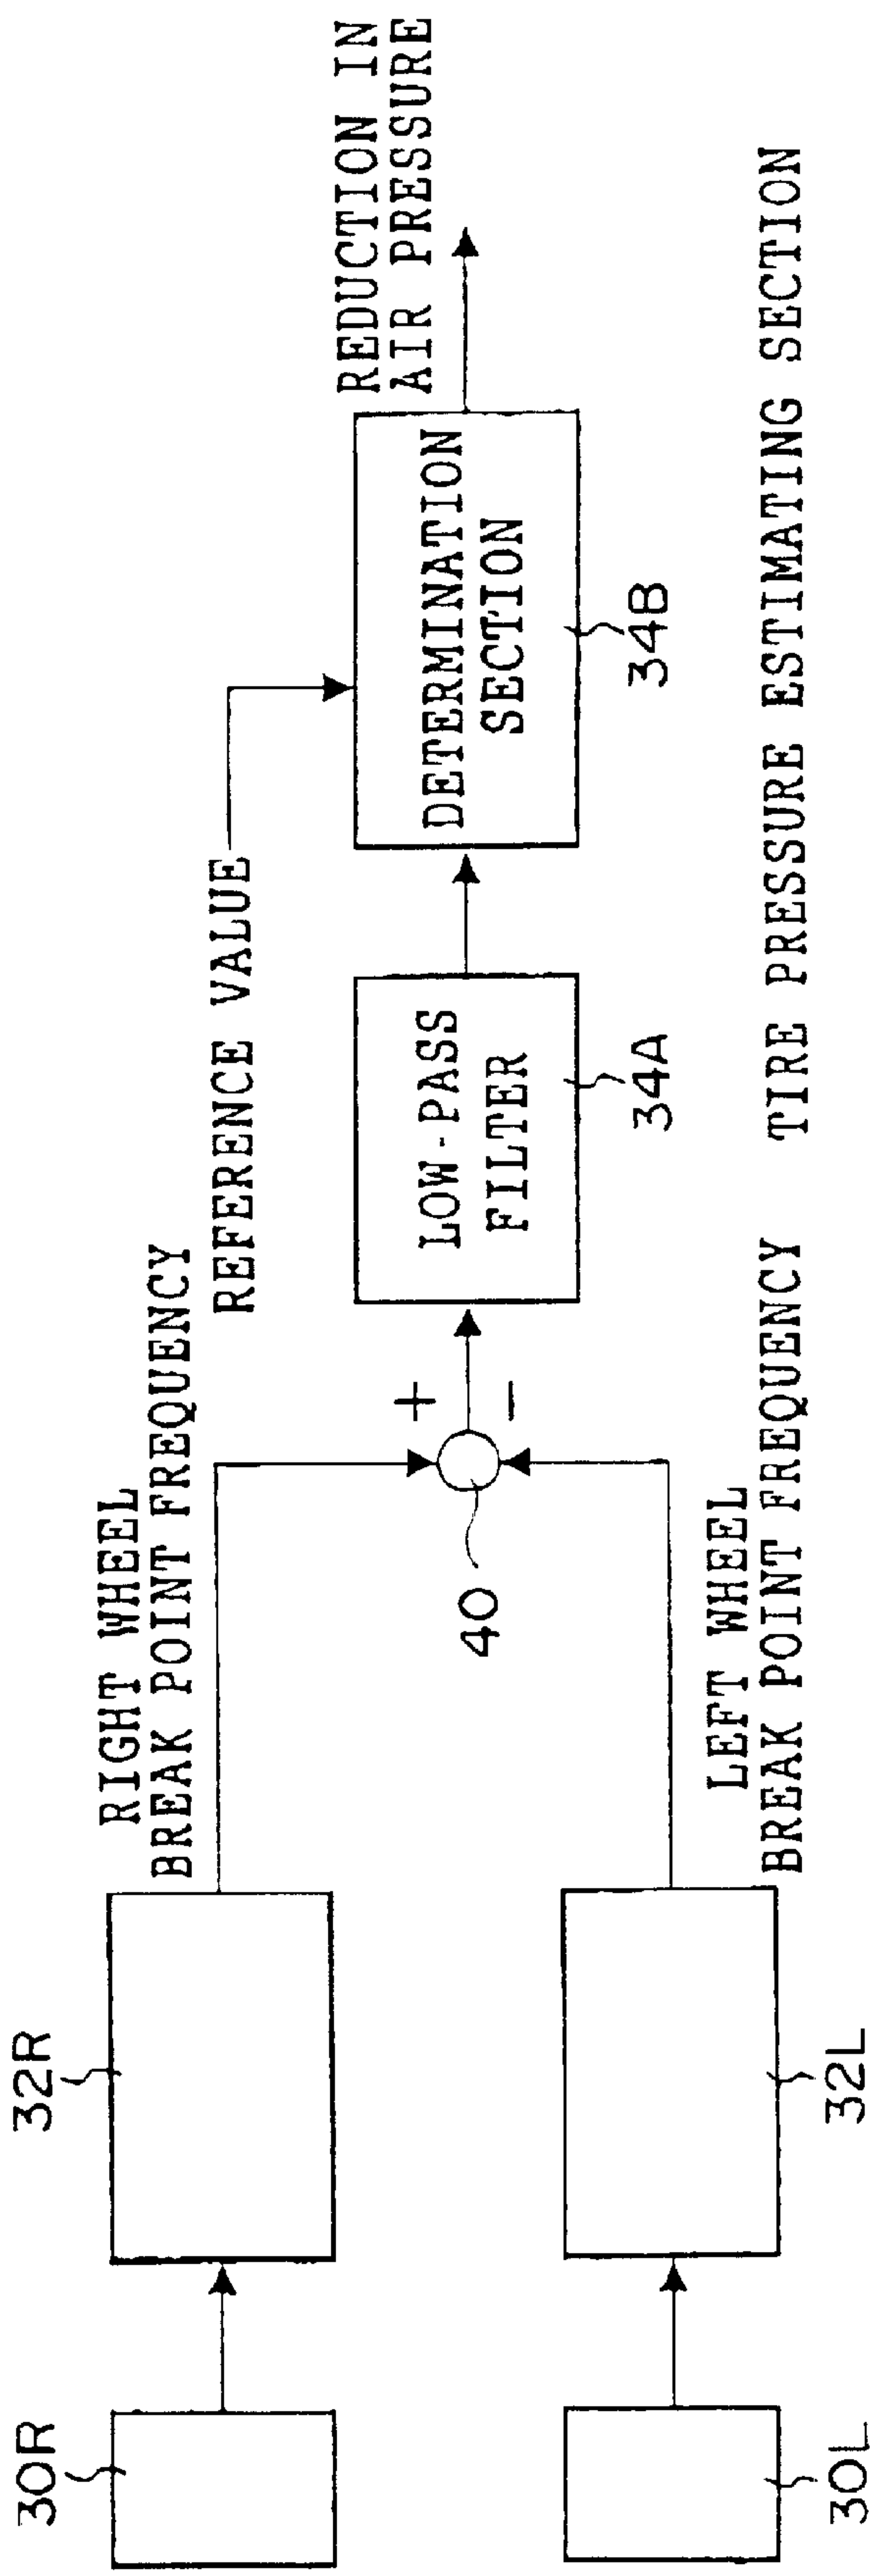 30R
32R
RIGHT WHEEL
BREAK POINT FREQUENCY
REFERENCE VALUE
+
−
40
LOW-PASS
FILTER
34A
DETERMINATION
SECTION
34B
REDUCTION IN
AIR PRESSURE
30L
32L
LEFT WHEEL
BREAK POINT FREQUENCY
TIRE PRESSURE ESTIMATING SECTION